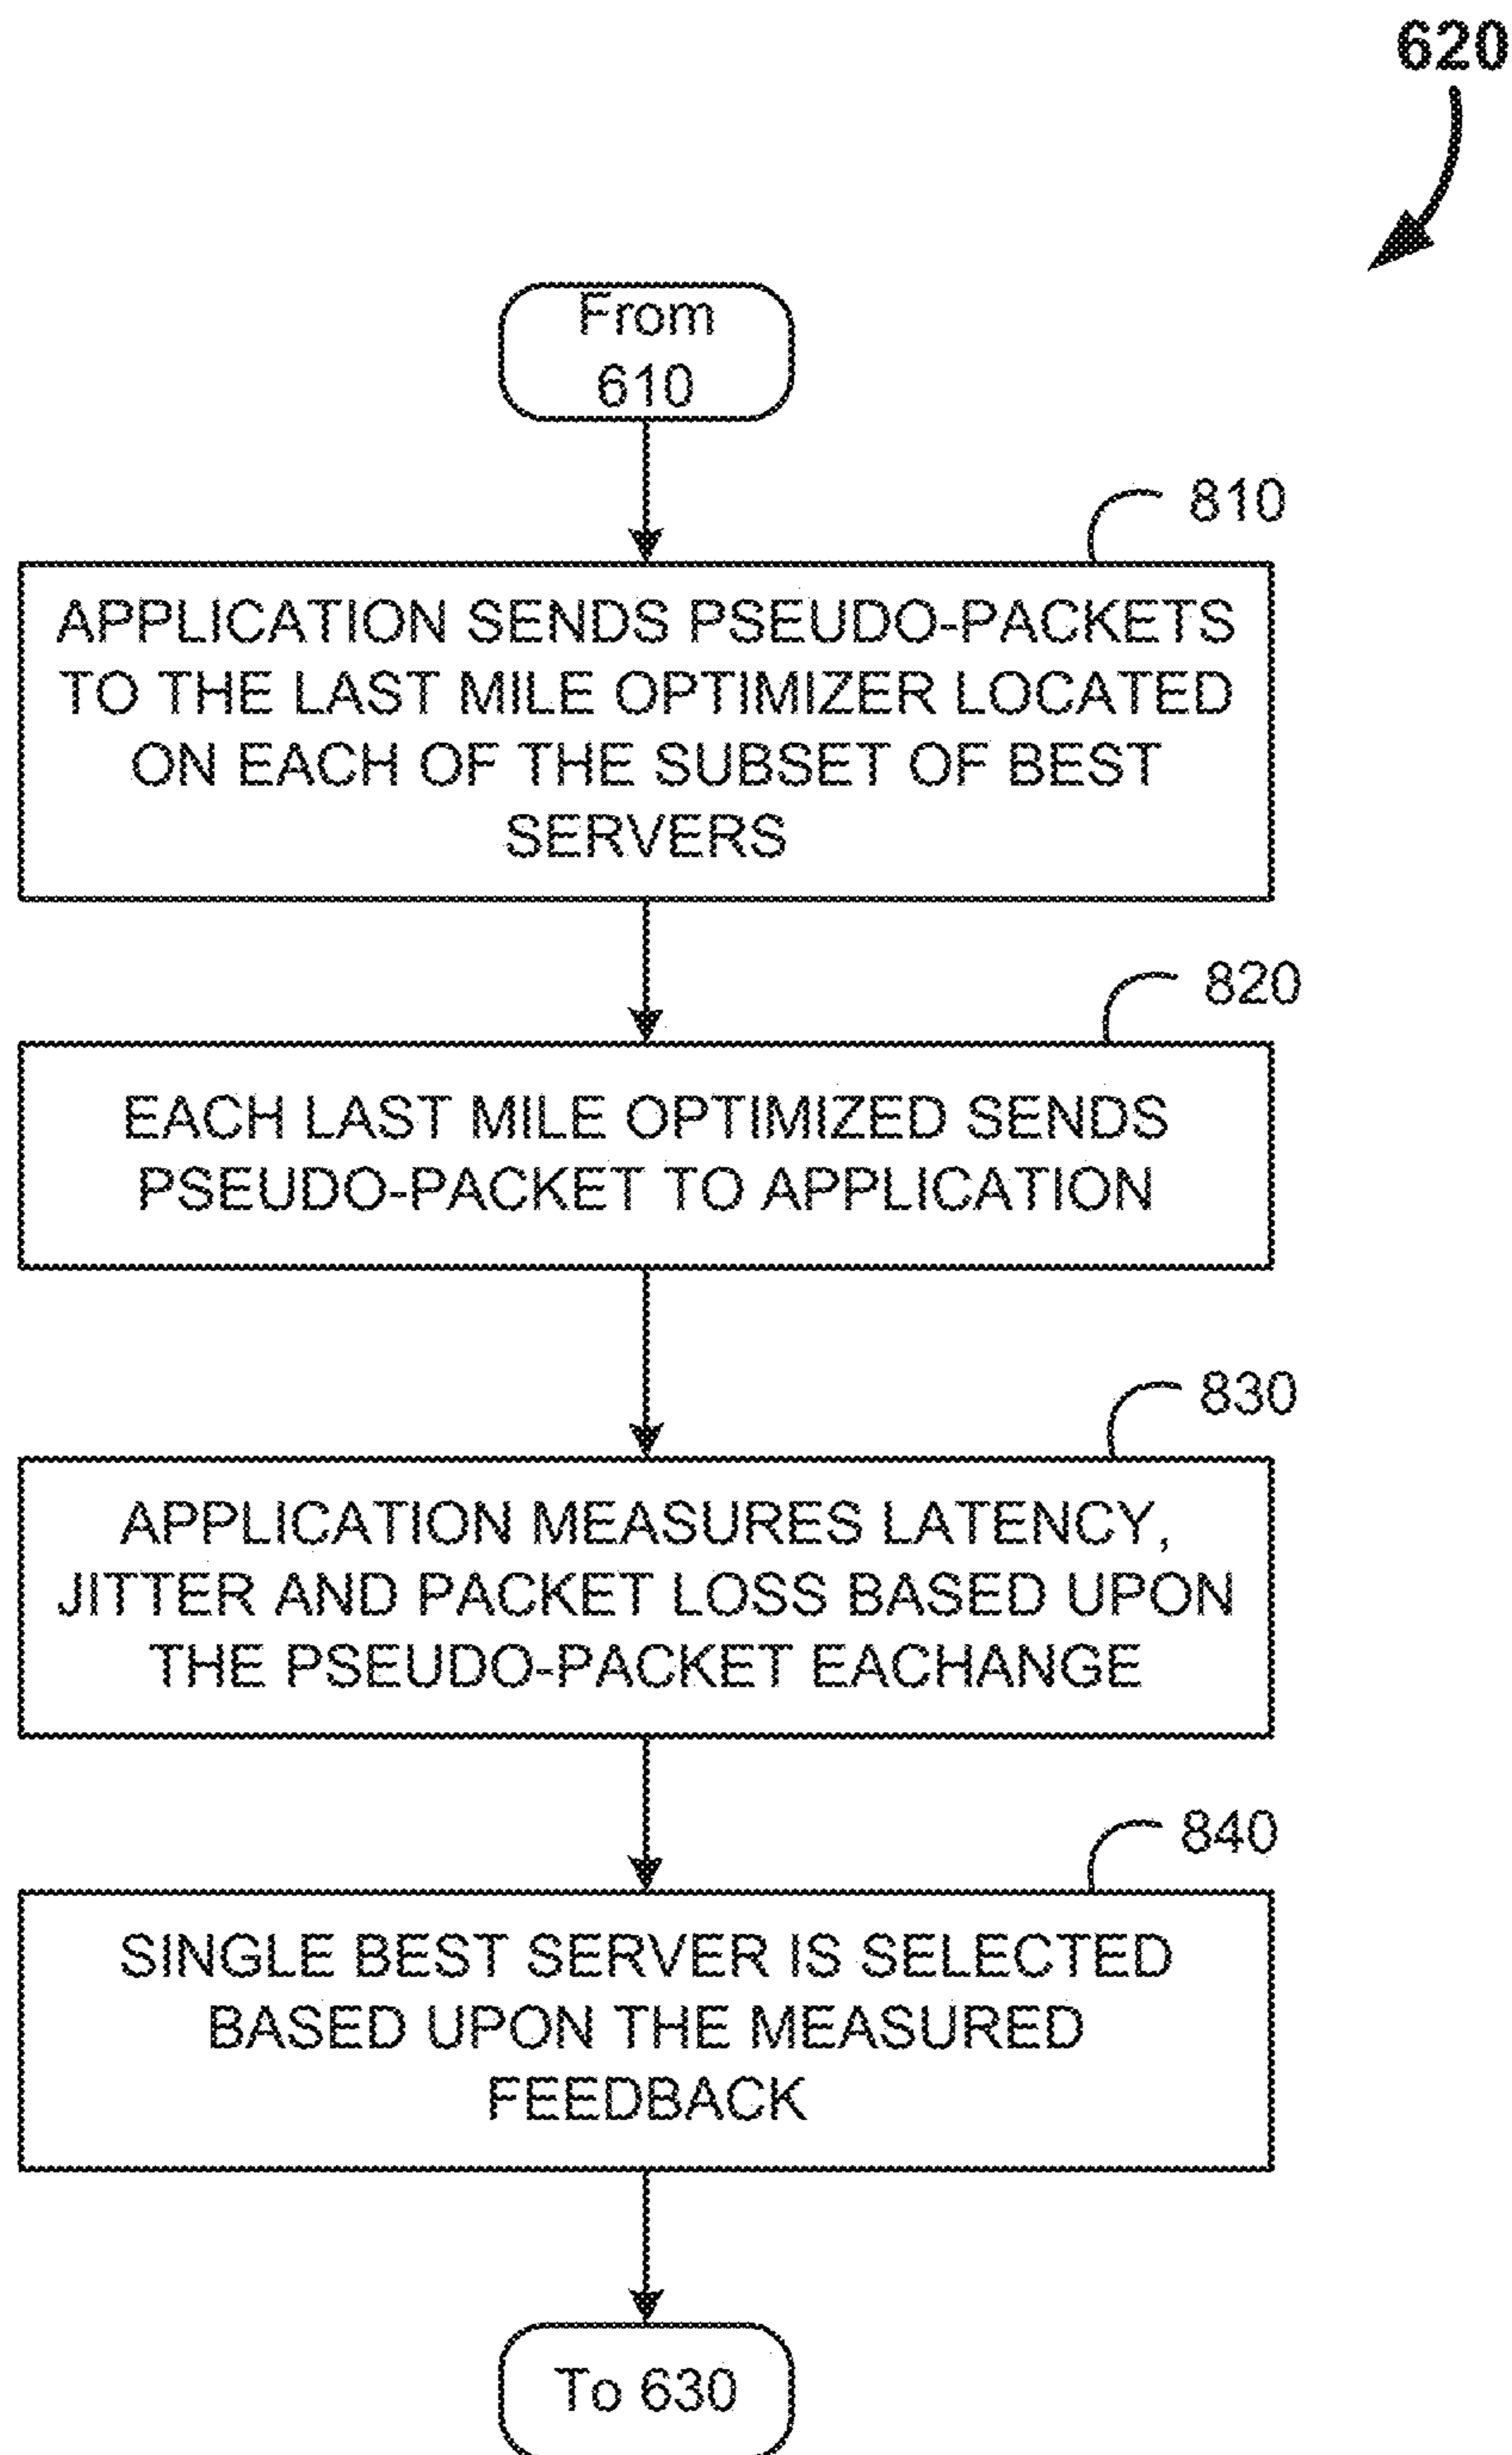 620
From
610
810
APPLICATION SENDS PSEUDO-PACKETS
TO THE LAST MILE OPTIMIZER LOCATED
ON EACH OF THE SUBSET OF BEST
SERVERS
820
EACH LAST MILE OPTIMIZED SENDS
PSEUDO-PACKET TO APPLICATION
830
APPLICATION MEASURES LATENCY,
JITTER AND PACKET LOSS BASED UPON
THE PSEUDO-PACKET EACHANGE
840
SINGLE BEST SERVER IS SELECTED
BASED UPON THE MEASURED
FEEDBACK
To 630